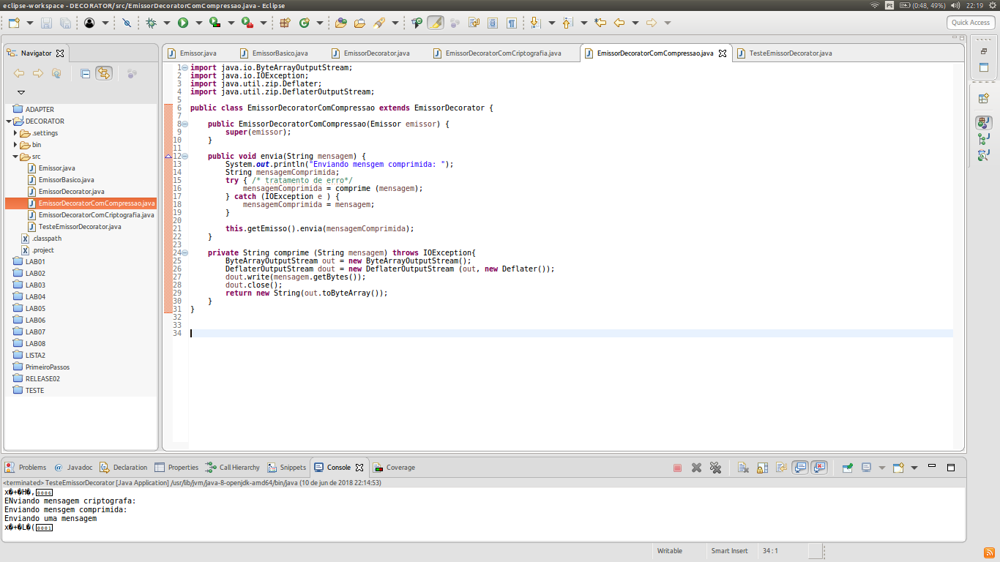 eclipse-workspace - DECORATOR/src/EmissorDecoratorComCompressao.java - Eclipse
Pt (0:48, 49%) 22:19
Quick Access
Navigator
Emissor.java EmissorBasico.java EmissorDecorator.java EmissorDecoratorComCriptografia.java EmissorDecoratorComCompressao.java TesteEmissorDecorator.java
ADAPTER
DECORATOR
.settings
bin
src
Emissor.java
EmissorBasico.java
EmissorDecorator.java
EmissorDecoratorComCompressao.java
EmissorDecoratorComCriptografia.java
TesteEmissorDecorator.java
.classpath
.project
LAB01
LAB02
LAB03
LAB04
LAB05
LAB06
LAB07
LAB08
LISTA2
PrimeiroPassos
RELEASE02
TESTE
1 import java.io.ByteArrayOutputStream;
2 import java.io.IOException;
3 import java.util.zip.Deflater;
4 import java.util.zip.DeflaterOutputStream;
5
6 public class EmissorDecoratorComCompressao extends EmissorDecorator {
7
8 public EmissorDecoratorComCompressao(Emissor emissor) {
9 super(emissor);
10 }
11
12 public void envia(String mensagem) {
13 System.out.println("Enviando mensgem comprimida: ");
14 String mensagemComprimida;
15 try { /* tratamento de erro*/
16 mensagemComprimida = comprime (mensagem);
17 } catch (IOException e ) {
18 mensagemComprimida = mensagem;
19 }
20
21 this.getEmisso().envia(mensagemComprimida);
22 }
23
24 private String comprime (String mensagem) throws IOException{
25 ByteArrayOutputStream out = new ByteArrayOutputStream();
26 DeflaterOutputStream dout = new DeflaterOutputStream (out, new Deflater());
27 dout.write(mensagem.getBytes());
28 dout.close();
29 return new String(out.toByteArray());
30 }
31 }
32
33
34
Problems Javadoc Declaration Properties Call Hierarchy Snippets Console Coverage
<terminated> TesteEmissorDecorator [Java Application] /usr/lib/jvm/java-8-openjdk-amd64/bin/java (10 de jun de 2018 22:14:53)
x�+�H�,0006
ENviando mensagem criptografa:
Enviando mensgem comprimida:
Enviando uma mensagem
x�+�L�(0001
Writable Smart Insert 34 : 1